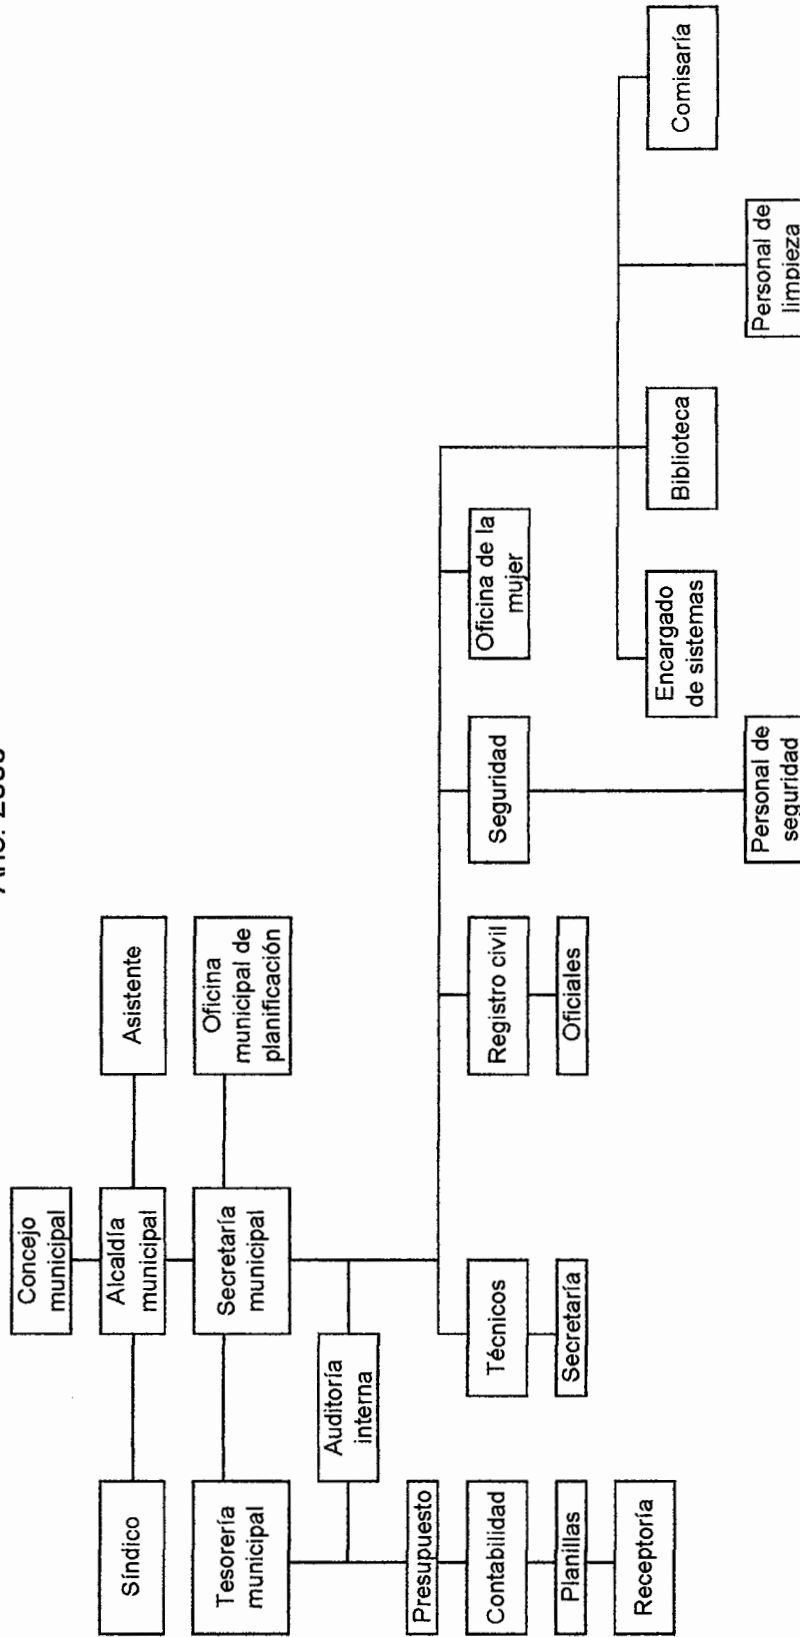 Concejo
municipal
Síndico
Alcaldía
municipal
Asistente
Tesorería
municipal
Secretaría
municipal
Oficina
municipal de
planificación
Auditoría
interna
Presupuesto
Contabilidad
Técnicos
Registro civil
Seguridad
Oficina de la
mujer
Planillas
Secretaría
Oficiales
Receptoría
Encargado
de sistemas
Biblioteca
Comisaría
Personal de
seguridad
Personal de
limpieza